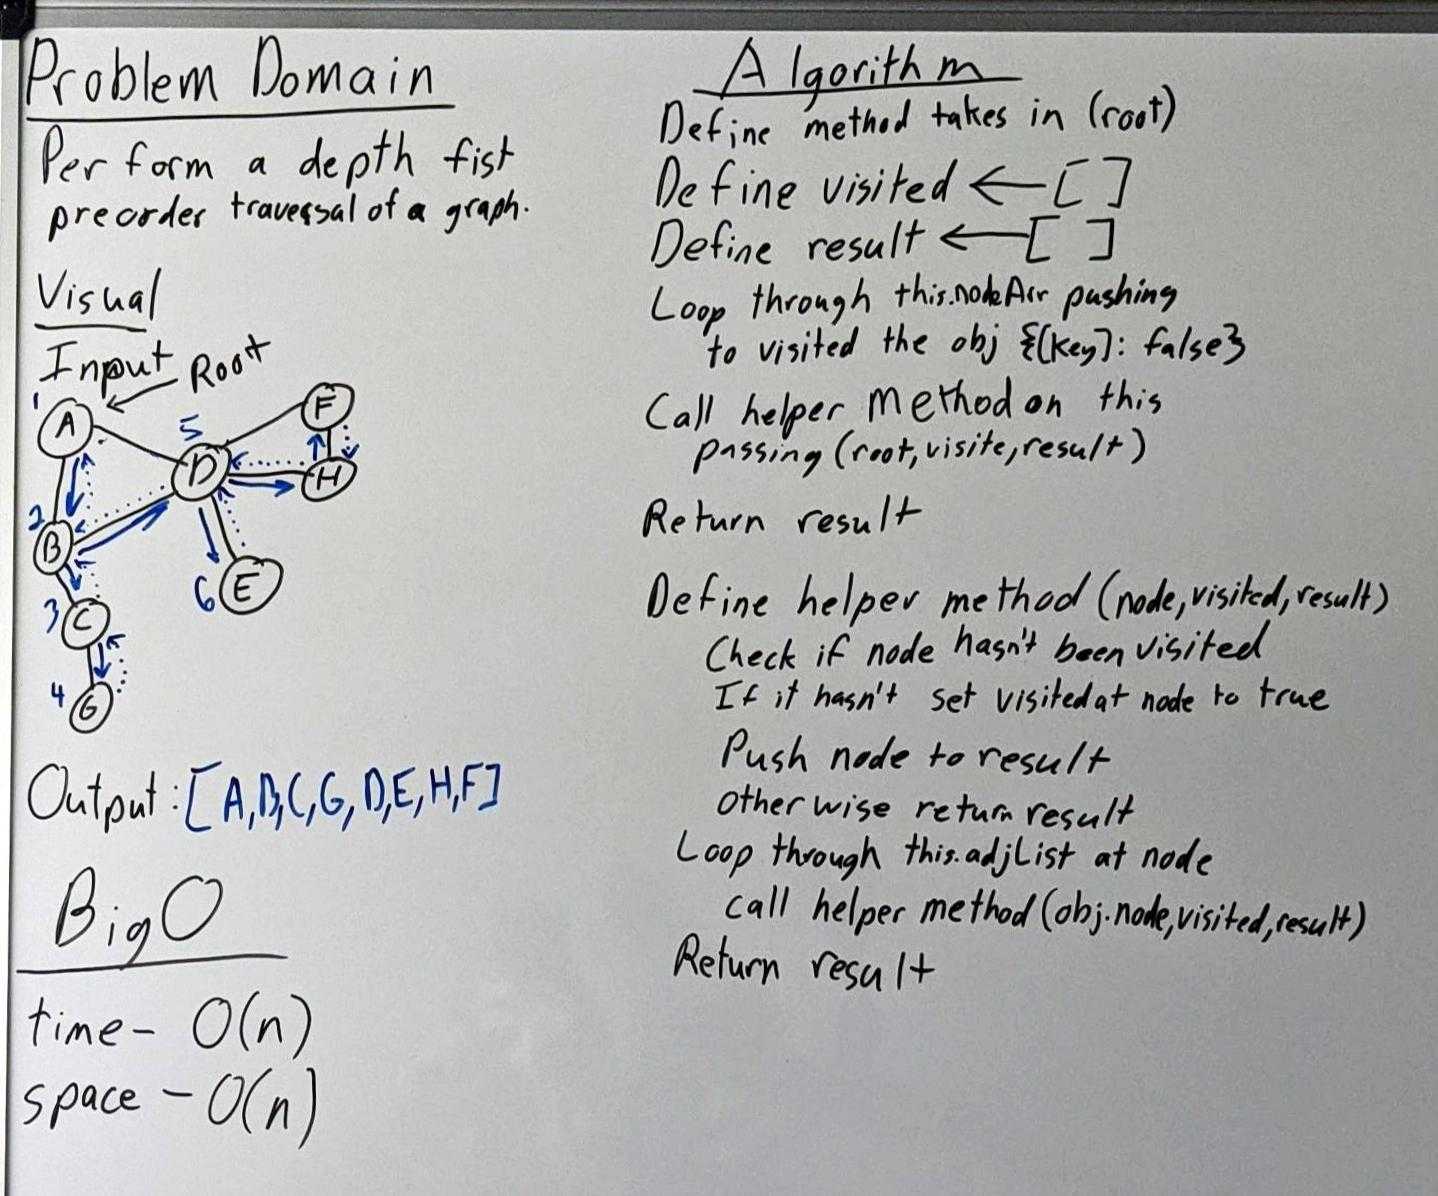 Problem Domain
Perform a depth fist
preorder traversal of a graph.
Visual
Input
Root
1
A
5
F
D
H
2
B
6
E
3
C
4
G
Output: [A,B,C,G,D,E,H,F]
Big O
time - O(n)
space - O(n)
Algorithm
Define method takes in (root)
Define visited ← [ ]
Define result ← [ ]
Loop through this.nodeArr pushing
to visited the obj {[key]: false}
Call helper method on this
passing (root, visite, result)
Return result
Define helper method (node, visited, result)
Check if node hasn't been visited
If it hasn't set visited at node to true
Push node to result
otherwise return result
Loop through this.adjList at node
call helper method (obj.node, visited, result)
Return result